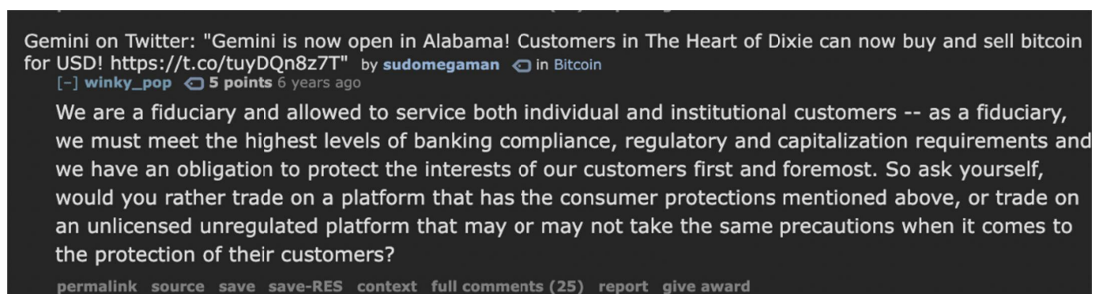 Gemini on Twitter: "Gemini is now open in Alabama! Customers in The Heart of Dixie can now buy and sell bitcoin
for USD! https://t.co/tuyDQn8z7T" by sudomegaman in Bitcoin
[-] winky_pop 5 points 6 years ago
We are a fiduciary and allowed to service both individual and institutional customers -- as a fiduciary,
we must meet the highest levels of banking compliance, regulatory and capitalization requirements and
we have an obligation to protect the interests of our customers first and foremost. So ask yourself,
would you rather trade on a platform that has the consumer protections mentioned above, or trade on
an unlicensed unregulated platform that may or may not take the same precautions when it comes to
the protection of their customers?
permalink source save save-RES context full comments (25) report give award